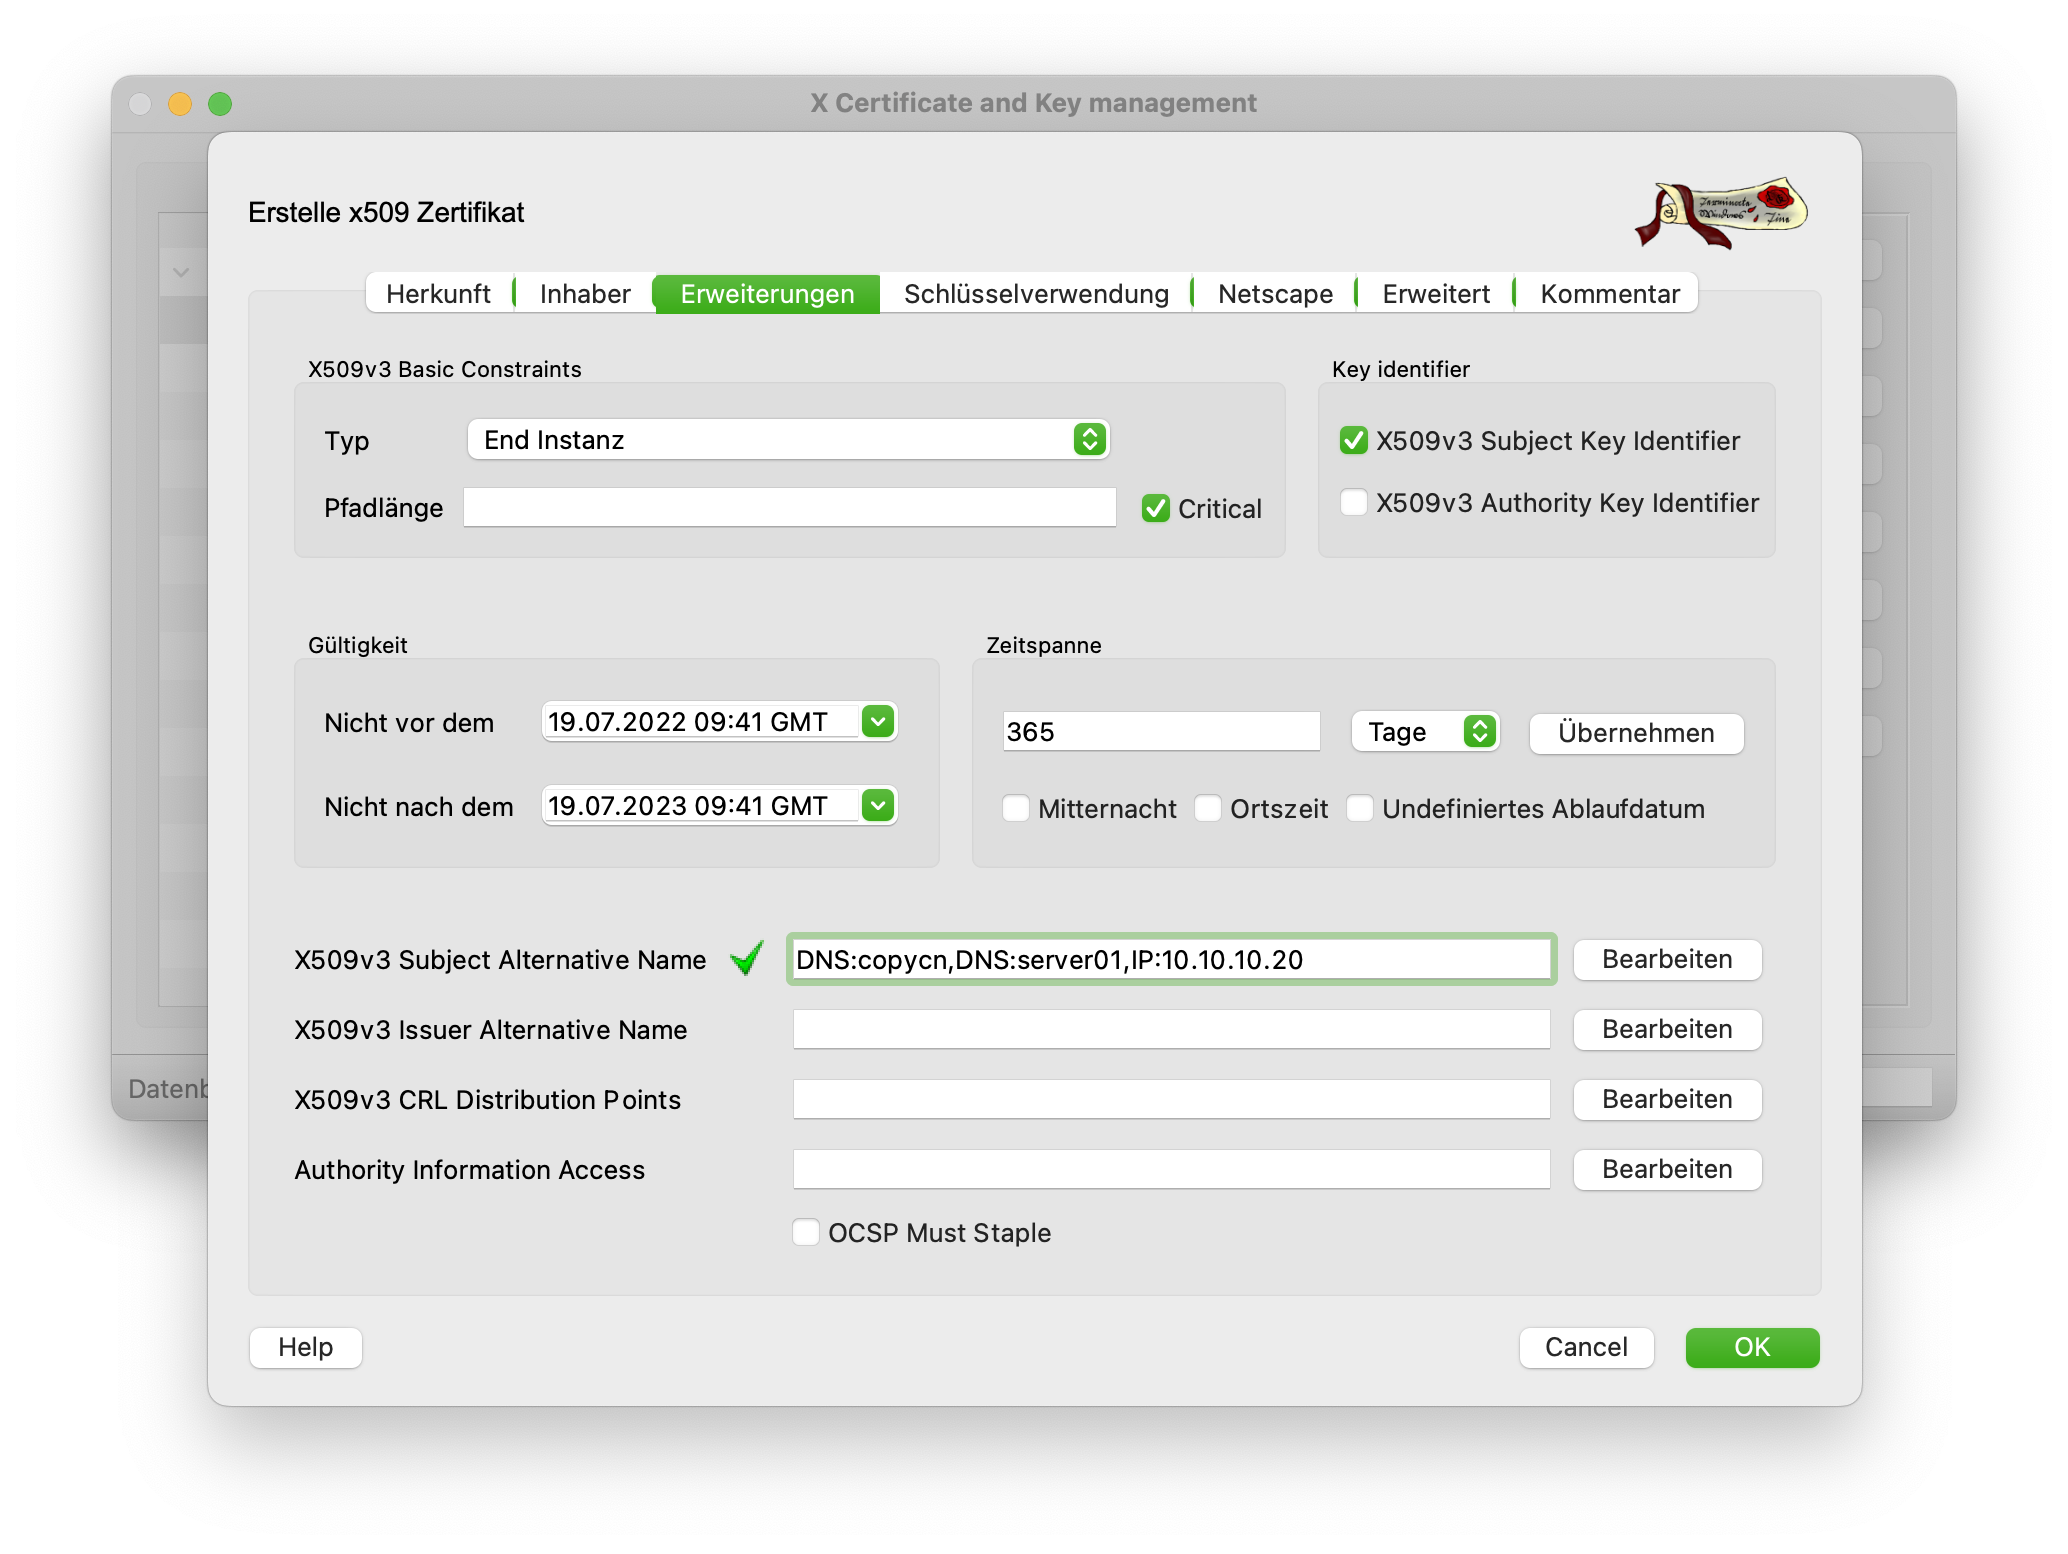 X Certificate and Key management
Erstelle x509 Zertifikat
Herkunft Inhaber Erweiterungen Schlüsselverwendung Netscape Erweitert Kommentar
X509v3 Basic Constraints
Key identifier
Typ End Instanz
X509v3 Subject Key Identifier
Pfadlänge Critical
X509v3 Authority Key Identifier
Gültigkeit
Zeitspanne
Nicht vor dem 19.07.2022 09:41 GMT
365 Tage Übernehmen
Nicht nach dem 19.07.2023 09:41 GMT
Mitternacht Ortszeit Undefiniertes Ablaufdatum
X509v3 Subject Alternative Name DNS:copycn,DNS:server01,IP:10.10.10.20 Bearbeiten
X509v3 Issuer Alternative Name Bearbeiten
X509v3 CRL Distribution Points Bearbeiten
Authority Information Access Bearbeiten
OCSP Must Staple
Help Cancel OK